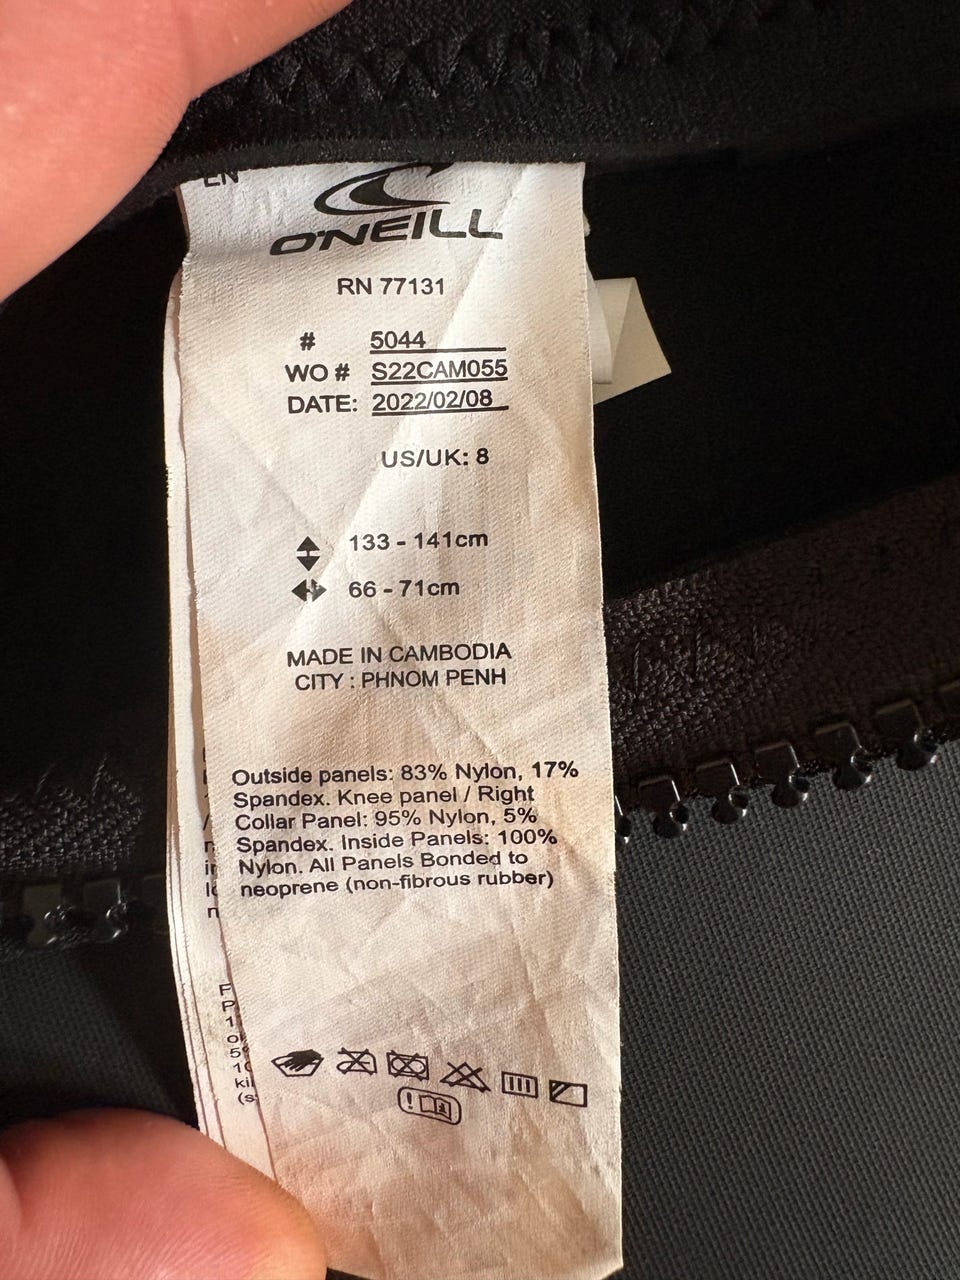 EN
O'NEILL
RN 77131
# 5044
WO # S22CAM055
DATE: 2022/02/08
US/UK: 8
133 - 141cm
66 - 71cm
MADE IN CAMBODIA
CITY : PHNOM PENH
Outside panels: 83% Nylon, 17%
Spandex. Knee panel / Right
Collar Panel: 95% Nylon, 5%
Spandex. Inside Panels: 100%
Nylon. All Panels Bonded to
neoprene (non-fibrous rubber)